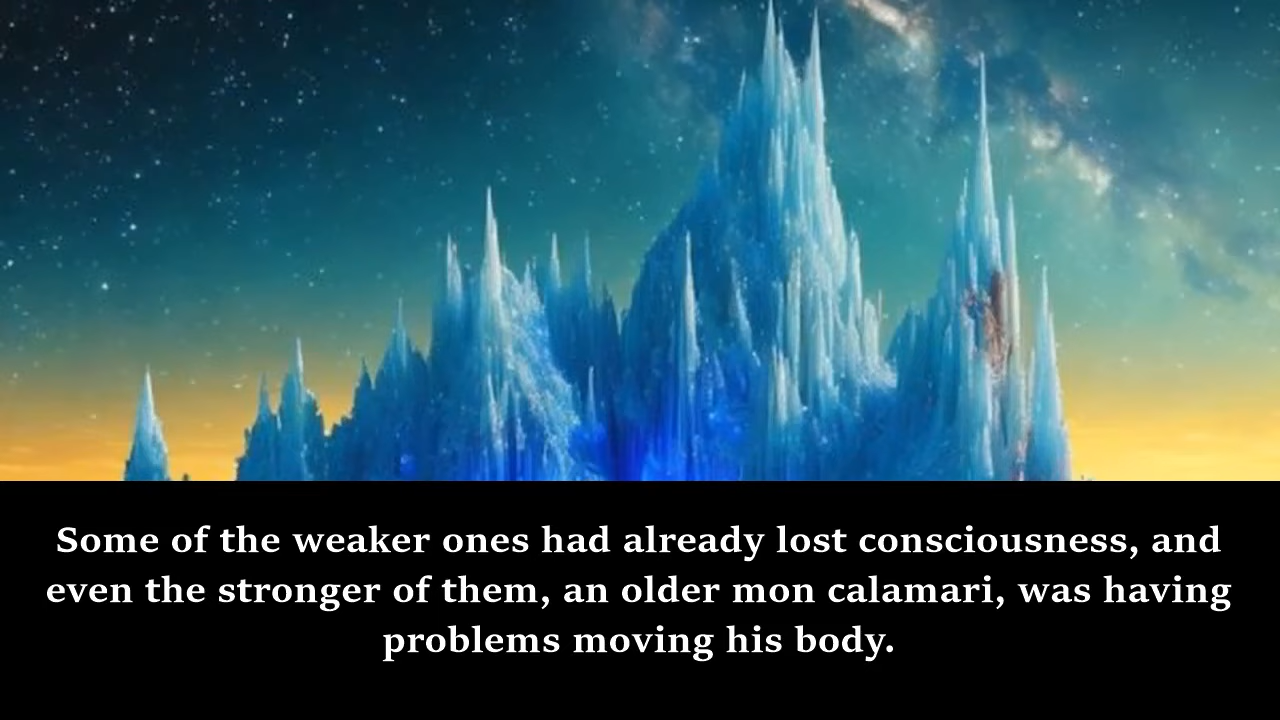 Some of the weaker ones had already lost consciousness, and
even the stronger of them, an older mon calamari, was having
problems moving his body.